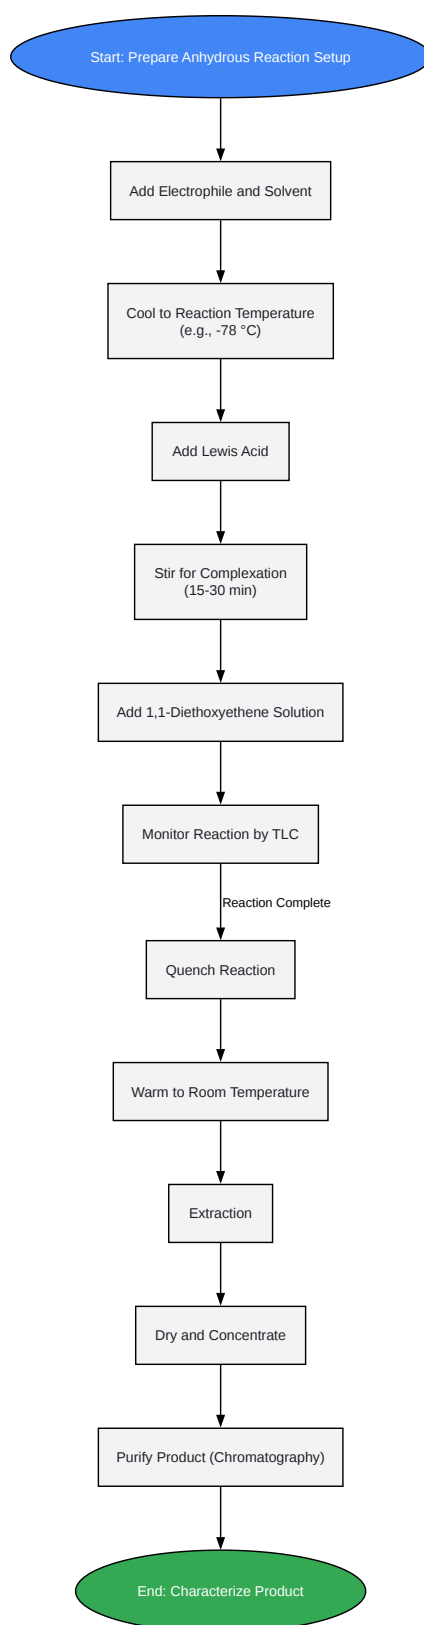 Start: Prepare Anhydrous Reaction Setup
Add Electrophile and Solvent
Cool to Reaction Temperature
(e.g., -78 °C)
Add Lewis Acid
Stir for Complexation
(15-30 min)
Add 1,1-Diethoxyethene Solution
Monitor Reaction by TLC
Reaction Complete
Quench Reaction
Warm to Room Temperature
Extraction
Dry and Concentrate
Purify Product (Chromatography)
End: Characterize Product